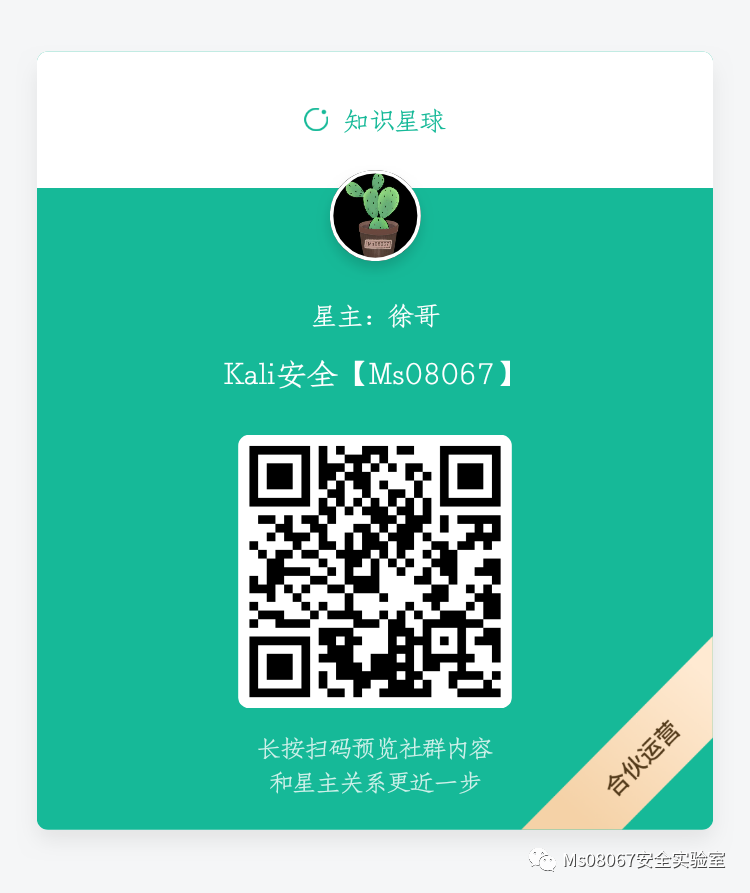 知识星球
星主：徐哥
Kali安全【Ms08067】
长按扫码预览社群内容
和星主关系更近一步
合伙运营
Ms08067安全实验室